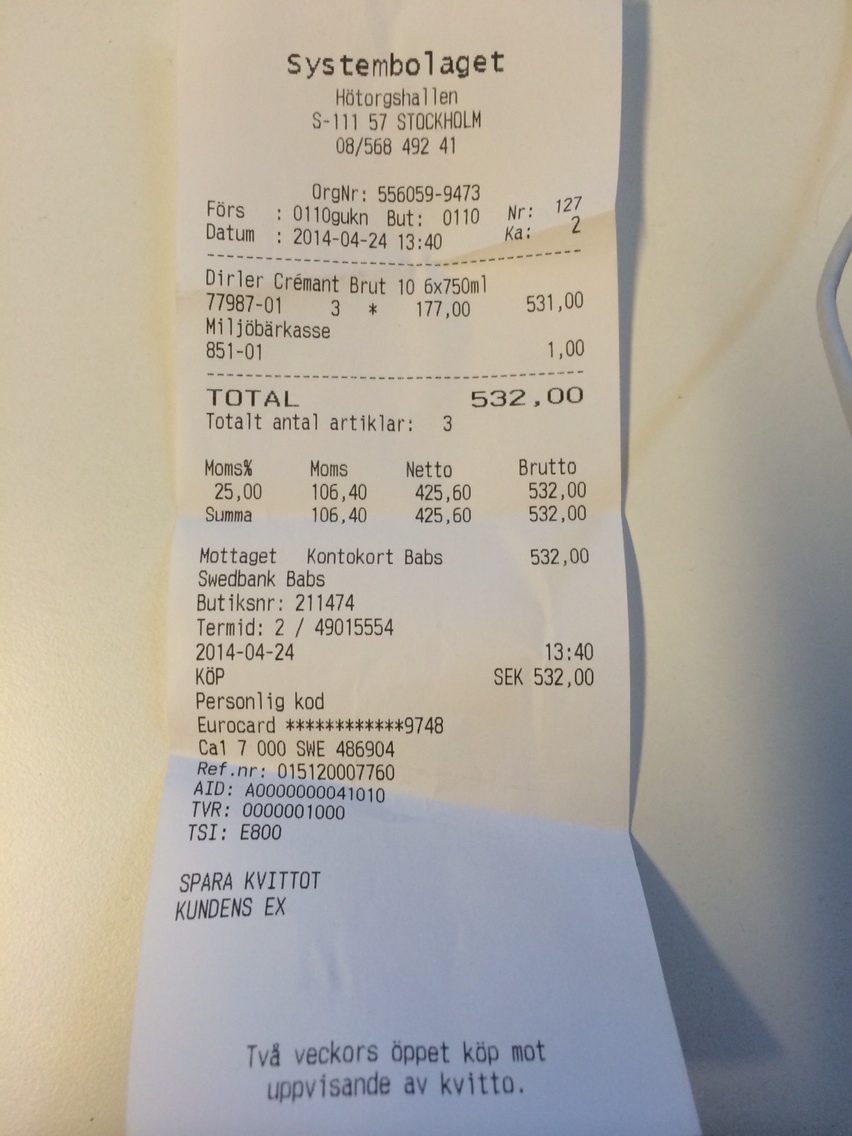 Systembolaget
Hötorgshallen
S-111 57 STOCKHOLM
08/568 492 41
OrgNr: 556059-9473
Förs : 0110gukn But: 0110 Nr: 127
Datum : 2014-04-24 13:40 Ka: 2
Dirler Crémant Brut 10 6x750ml
77987-01 3 * 177,00 531,00
Miljöbärkasse
851-01 1,00
TOTAL 532,00
Totalt antal artiklar: 3
Moms% Moms Netto Brutto
25,00 106,40 425,60 532,00
Summa 106,40 425,60 532,00
Mottaget Kontokort Babs 532,00
Swedbank Babs
Butiksnr: 211474
Termid: 2 / 49015554
2014-04-24 13:40
KÖP SEK 532,00
Personlig kod
Eurocard ************9748
Ca1 7 000 SWE 486904
Ref.nr: 015120007760
AID: A0000000041010
TVR: 0000001000
TSI: E800
SPARA KVITTOT
KUNDENS EX
Två veckors öppet köp mot
uppvisande av kvitto.